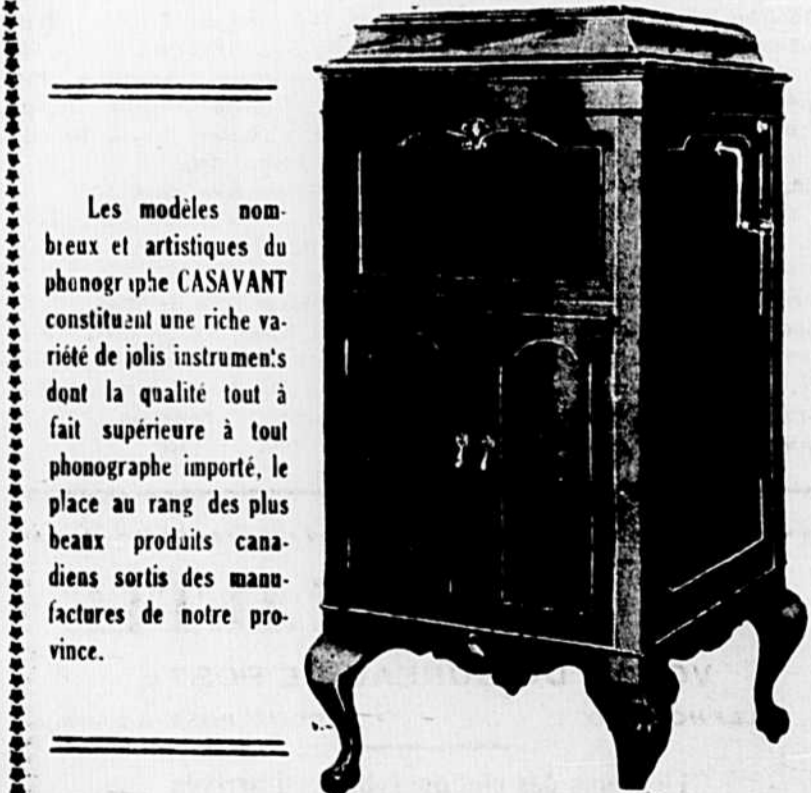 Les modèles nom-
breux et artistiques du
phonographe CASAVANT
constituent une riche va-
riété de jolis instruments
dont la qualité tout à
fait supérieure à tout
phonographe importé, le
place au rang des plus
beaux produits cana-
diens sortis des manu-
factures de notre pro-
vince.